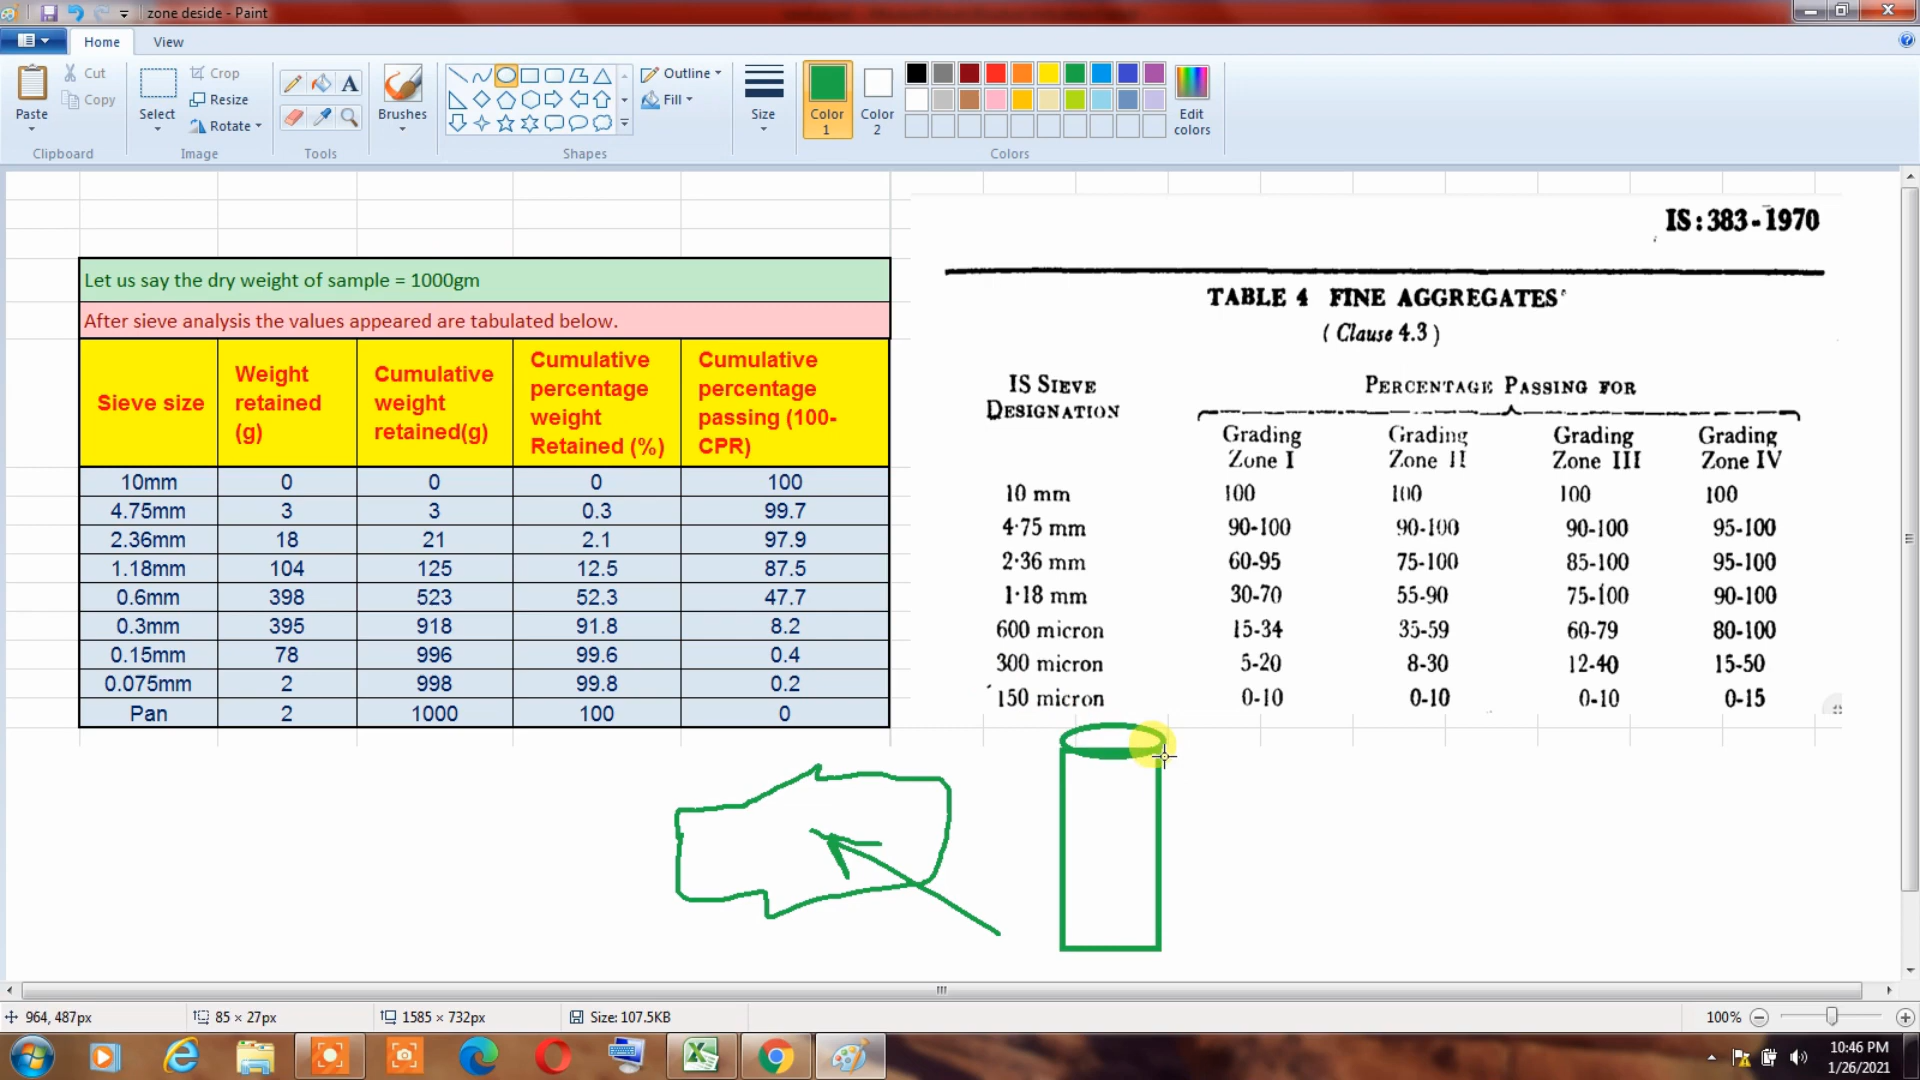 zone deside - Paint
Home View
Paste
Cut
Copy
Clipboard
Select
Crop
Resize
Rotate
Image
A
Tools
Brushes
Shapes
Outline
Fill
Size
Color 1
Color 2
Edit colors
Colors
Let us say the dry weight of sample = 1000gm
After sieve analysis the values appeared are tabulated below.
Sieve size
Weight retained (g)
Cumulative weight retained(g)
Cumulative percentage weight Retained (%)
Cumulative percentage passing (100-CPR)
10mm 0 0 0 100
4.75mm 3 3 0.3 99.7
2.36mm 18 21 2.1 97.9
1.18mm 104 125 12.5 87.5
0.6mm 398 523 52.3 47.7
0.3mm 395 918 91.8 8.2
0.15mm 78 996 99.6 0.4
0.075mm 2 998 99.8 0.2
Pan 2 1000 100 0
IS : 383 - 1970
TABLE 4 FINE AGGREGATES
( Clause 4.3 )
IS SIEVE DESIGNATION
PERCENTAGE PASSING FOR
Grading Zone I
Grading Zone II
Grading Zone III
Grading Zone IV
10 mm 100 100 100 100
4·75 mm 90-100 90-100 90-100 95-100
2·36 mm 60-95 75-100 85-100 95-100
1·18 mm 30-70 55-90 75-100 90-100
600 micron 15-34 35-59 60-79 80-100
300 micron 5-20 8-30 12-40 15-50
150 micron 0-10 0-10 0-10 0-15
964, 487px
85 × 27px
1585 × 732px
Size: 107.5KB
100%
10:46 PM
1/26/2021